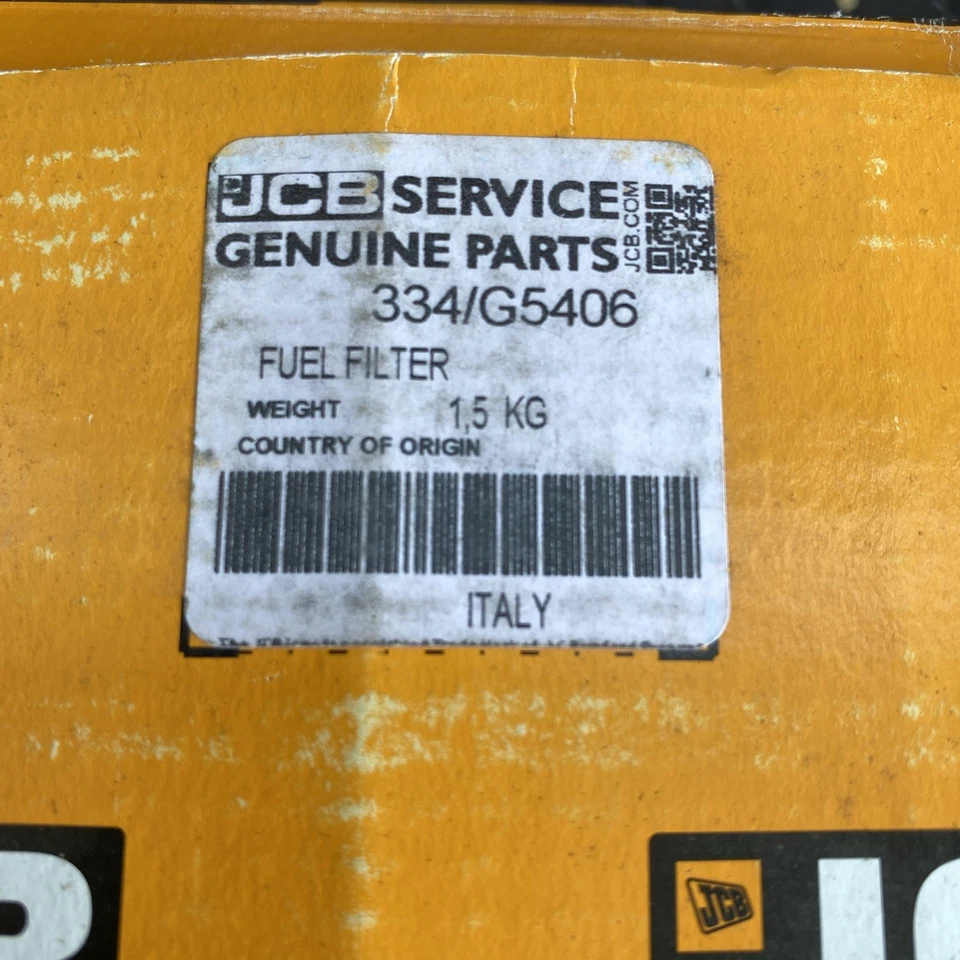 JCB SERVICE
GENUINE PARTS
JCB.COM
334/G5406
FUEL FILTER
WEIGHT 1,5 KG
COUNTRY OF ORIGIN
ITALY
JCB